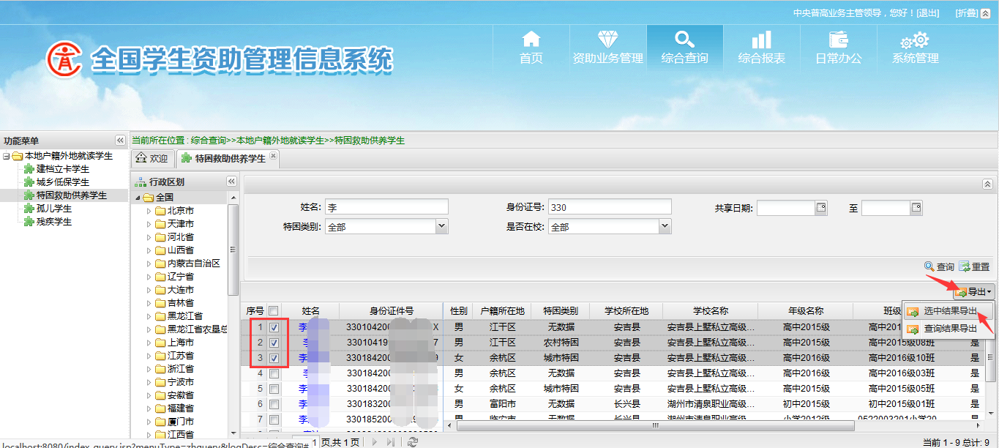 中央普高业务主管领导，您好！[退出] [折叠]
全国学生资助管理信息系统
首页 资助业务管理 综合查询 综合报表 日常办公 系统管理
功能菜单
本地户籍外地就读学生
建档立卡学生
城乡低保学生
特困救助供养学生
孤儿学生
残疾学生
当前所在位置：综合查询>>本地户籍外地就读学生>>特困救助供养学生
欢迎 特困救助供养学生
行政区划
全国
北京市
天津市
河北省
山西省
内蒙古自治区
辽宁省
大连市
吉林省
黑龙江省
黑龙江省农垦总
上海市
江苏省
浙江省
宁波市
安徽省
福建省
厦门市
江西省
姓名: 李 身份证号: 330 共享日期: 至
特困类别: 全部 是否在校: 全部
查询 重置
导出
选中结果导出
查询结果导出
序号 姓名 身份证件号 性别 户籍所在地 特困类别 学校所在地 学校名称 年级名称 班级
1 李 33010420 X 男 江干区 无数据 安吉县 安吉县上墅私立高级... 高中2015级 高中201
2 李 33010419 7 男 江干区 农村特困 安吉县 安吉县上墅私立高级... 高中2015级 高中2015级08班 是
3 李 33018420 女 余杭区 城市特困 安吉县 安吉县上墅私立高级... 高中2016级 高中2016级10班 是
4 李 33018420 男 余杭区 无数据 安吉县 安吉县上墅私立高级... 高中2016级 高中2016级03班 是
5 李 33018420 女 余杭区 城市特困 安吉县 安吉县上墅私立高级... 高中2015级 高中2015级05班 是
6 李 33018320 男 富阳市 无数据 长兴县 湖州市清泉职业高级... 初中2015级 初中2015级01班 是
7 李 33018520 男 临安市 无数据 长兴县 湖州市清泉职业高级... 小学2012级 0522003201小学20 是
localhost:8080/index_query.jsp?menuType=zhquery&logDesc=综合查询# 1 页,共 1 页 当前 1 - 9 总计: 9